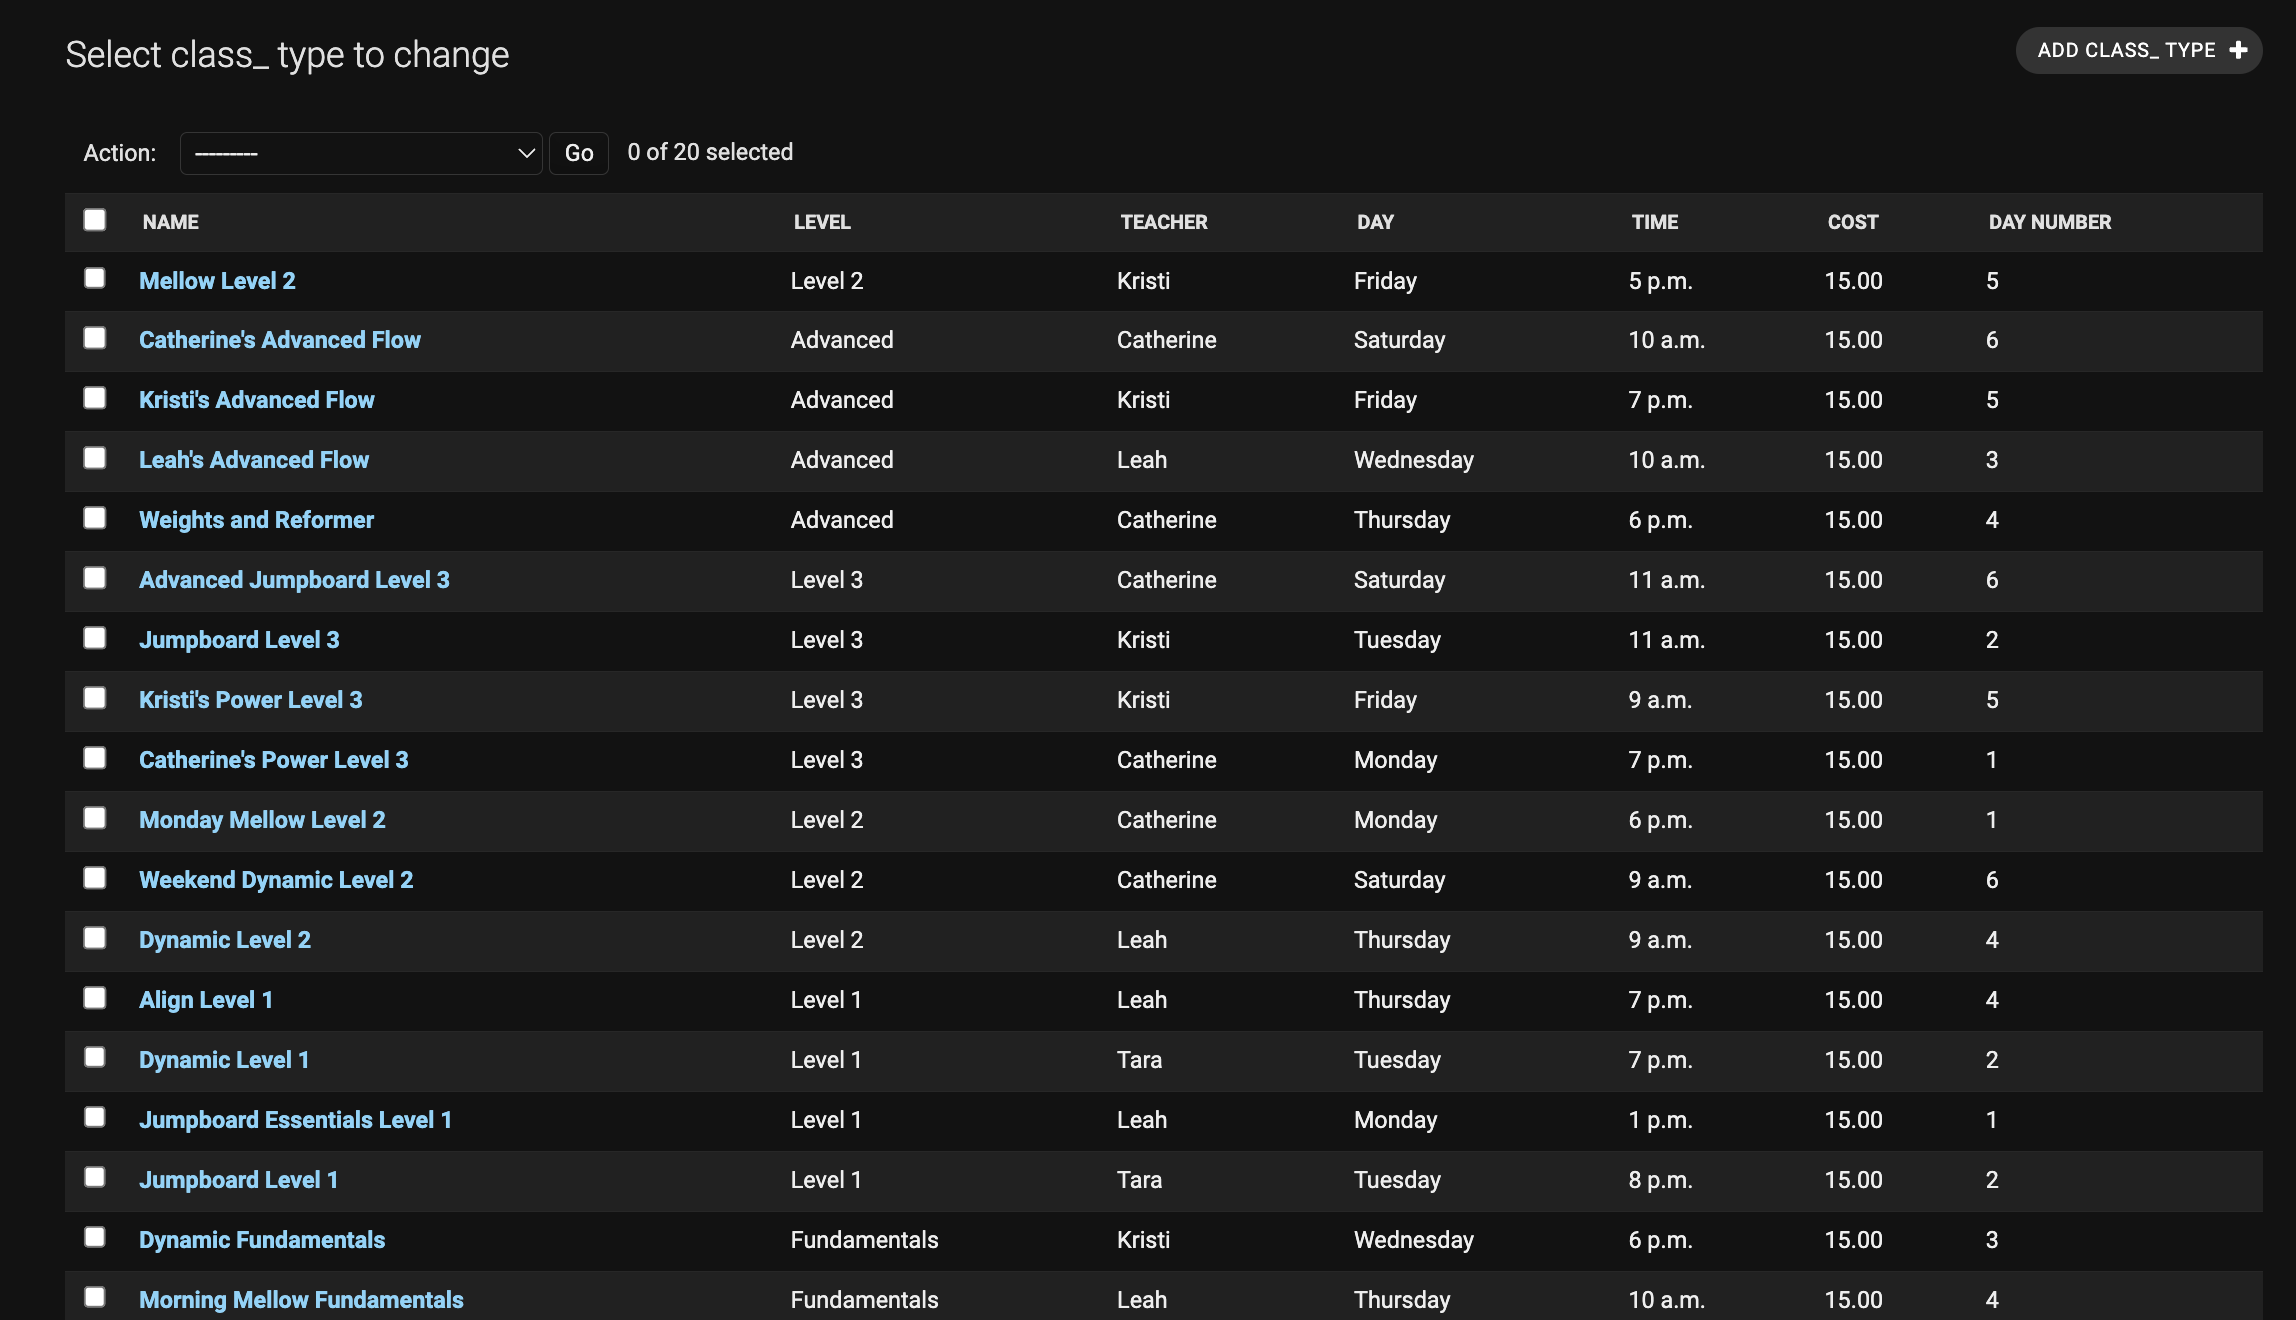 Select class_ type to change
ADD CLASS_ TYPE
Action: --------- Go 0 of 20 selected
NAME LEVEL TEACHER DAY TIME COST DAY NUMBER
Mellow Level 2 Level 2 Kristi Friday 5 p.m. 15.00 5
Catherine's Advanced Flow Advanced Catherine Saturday 10 a.m. 15.00 6
Kristi's Advanced Flow Advanced Kristi Friday 7 p.m. 15.00 5
Leah's Advanced Flow Advanced Leah Wednesday 10 a.m. 15.00 3
Weights and Reformer Advanced Catherine Thursday 6 p.m. 15.00 4
Advanced Jumpboard Level 3 Level 3 Catherine Saturday 11 a.m. 15.00 6
Jumpboard Level 3 Level 3 Kristi Tuesday 11 a.m. 15.00 2
Kristi's Power Level 3 Level 3 Kristi Friday 9 a.m. 15.00 5
Catherine's Power Level 3 Level 3 Catherine Monday 7 p.m. 15.00 1
Monday Mellow Level 2 Level 2 Catherine Monday 6 p.m. 15.00 1
Weekend Dynamic Level 2 Level 2 Catherine Saturday 9 a.m. 15.00 6
Dynamic Level 2 Level 2 Leah Thursday 9 a.m. 15.00 4
Align Level 1 Level 1 Leah Thursday 7 p.m. 15.00 4
Dynamic Level 1 Level 1 Tara Tuesday 7 p.m. 15.00 2
Jumpboard Essentials Level 1 Level 1 Leah Monday 1 p.m. 15.00 1
Jumpboard Level 1 Level 1 Tara Tuesday 8 p.m. 15.00 2
Dynamic Fundamentals Fundamentals Kristi Wednesday 6 p.m. 15.00 3
Morning Mellow Fundamentals Fundamentals Leah Thursday 10 a.m. 15.00 4